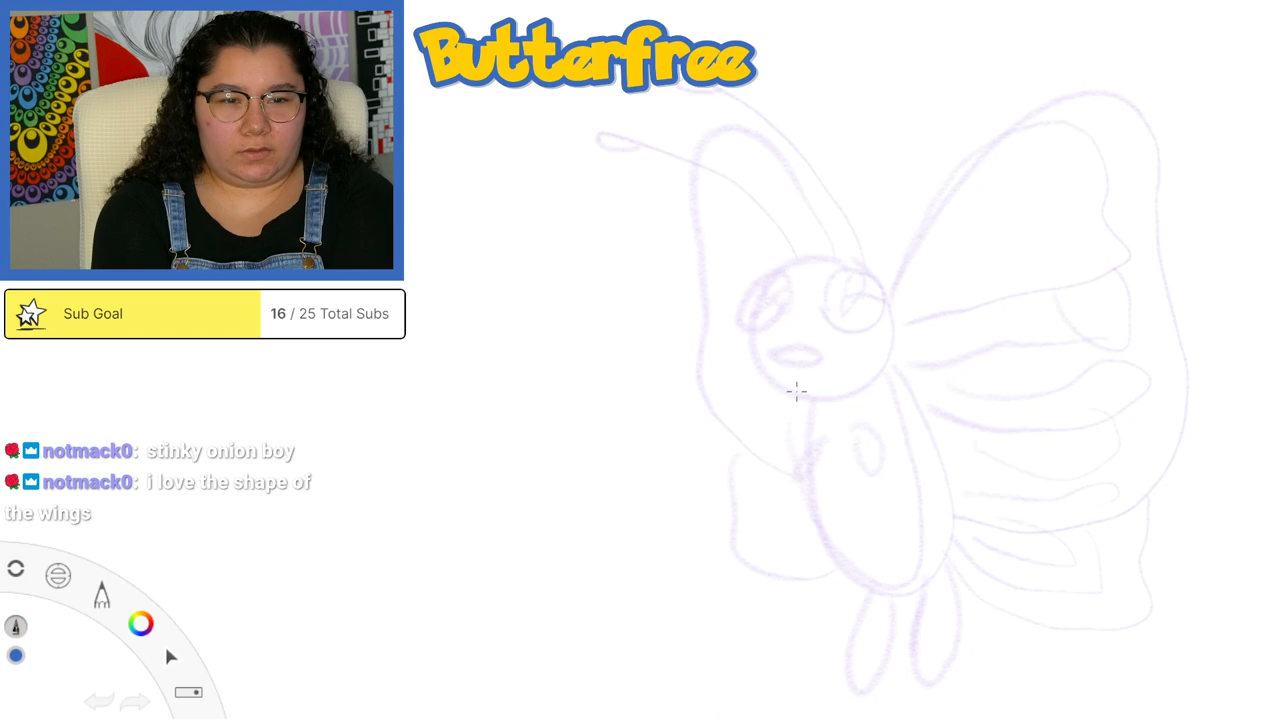 Butterfree
Sub Goal
16 / 25 Total Subs
notmack0: stinky onion boy
notmack0: i love the shape of
the wings